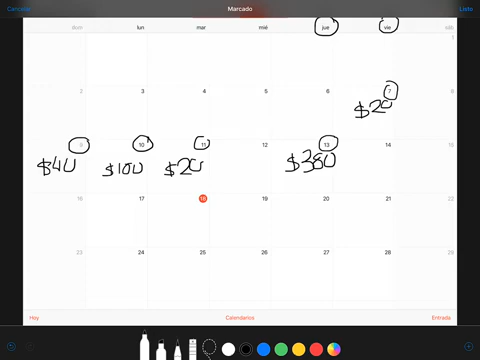 Cancelar Marcado Listo
dom lun mar mié jue vie sáb
1
2 3 4 5 6 7 8
$20
9 10 11 12 13 14 15
$40 $100 $20 $380
16 17 18 19 20 21 22
23 24 25 26 27 28 29
Hoy Calendarios Entrada